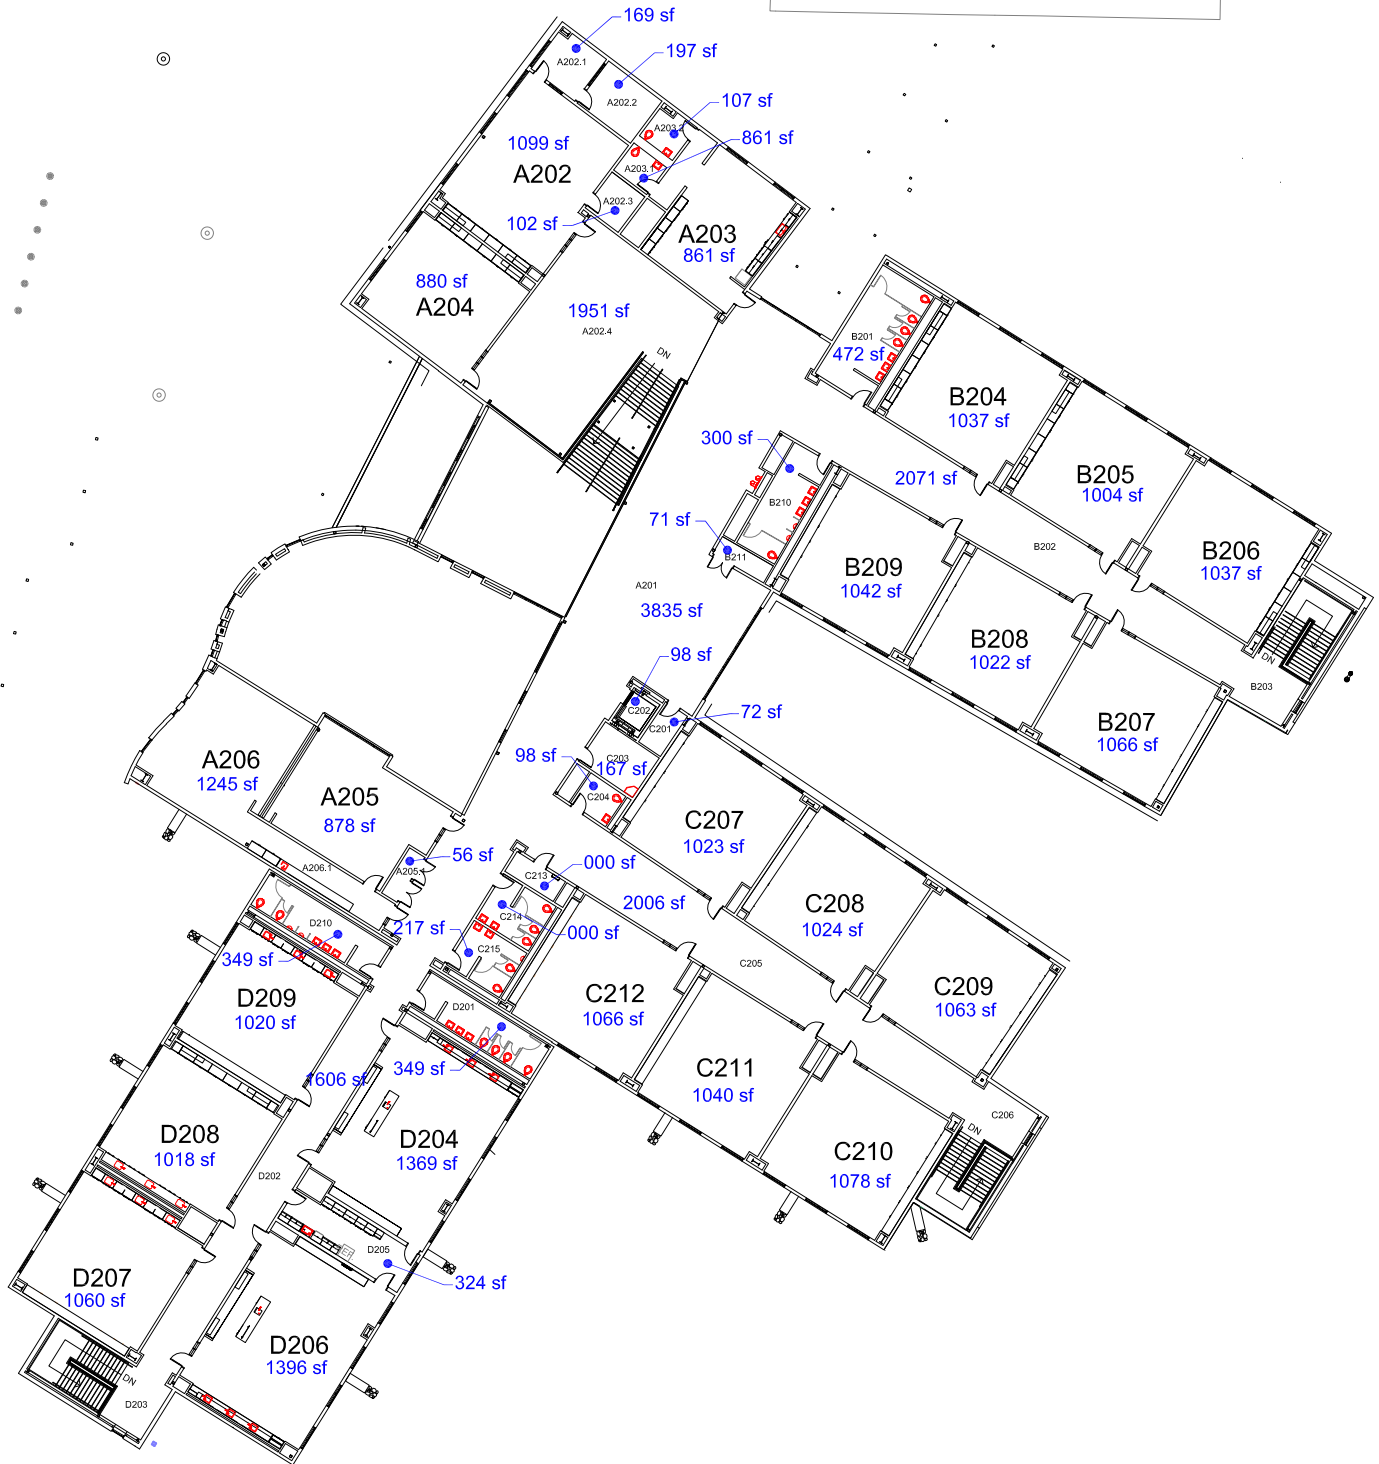 169 sf
A202.1
197 sf
A202.2
107 sf
A203.2
861 sf
1099 sf
A202
A203.1
A202.3
102 sf
A203
861 sf
880 sf
A204
1951 sf
A202.4
DN
B201
472 sf
B204
1037 sf
300 sf
B210
2071 sf
B205
1004 sf
71 sf
B211
B202
B206
1037 sf
B209
1042 sf
A201
3835 sf
B208
1022 sf
DN
B203
98 sf
C202
72 sf
C201
B207
1066 sf
98 sf
C203
167 sf
C204
A206
1245 sf
A205
878 sf
C207
1023 sf
56 sf
A206.1
000 sf
C213
2006 sf
C208
1024 sf
D210
217 sf
C214
000 sf
C215
349 sf
C205
D209
1020 sf
D201
C212
1066 sf
C209
1063 sf
349 sf
1606 sf
C211
1040 sf
C206
DN
D208
1018 sf
D204
1369 sf
C210
1078 sf
D202
D205
REF
324 sf
D207
1060 sf
D206
1396 sf
DN
D203